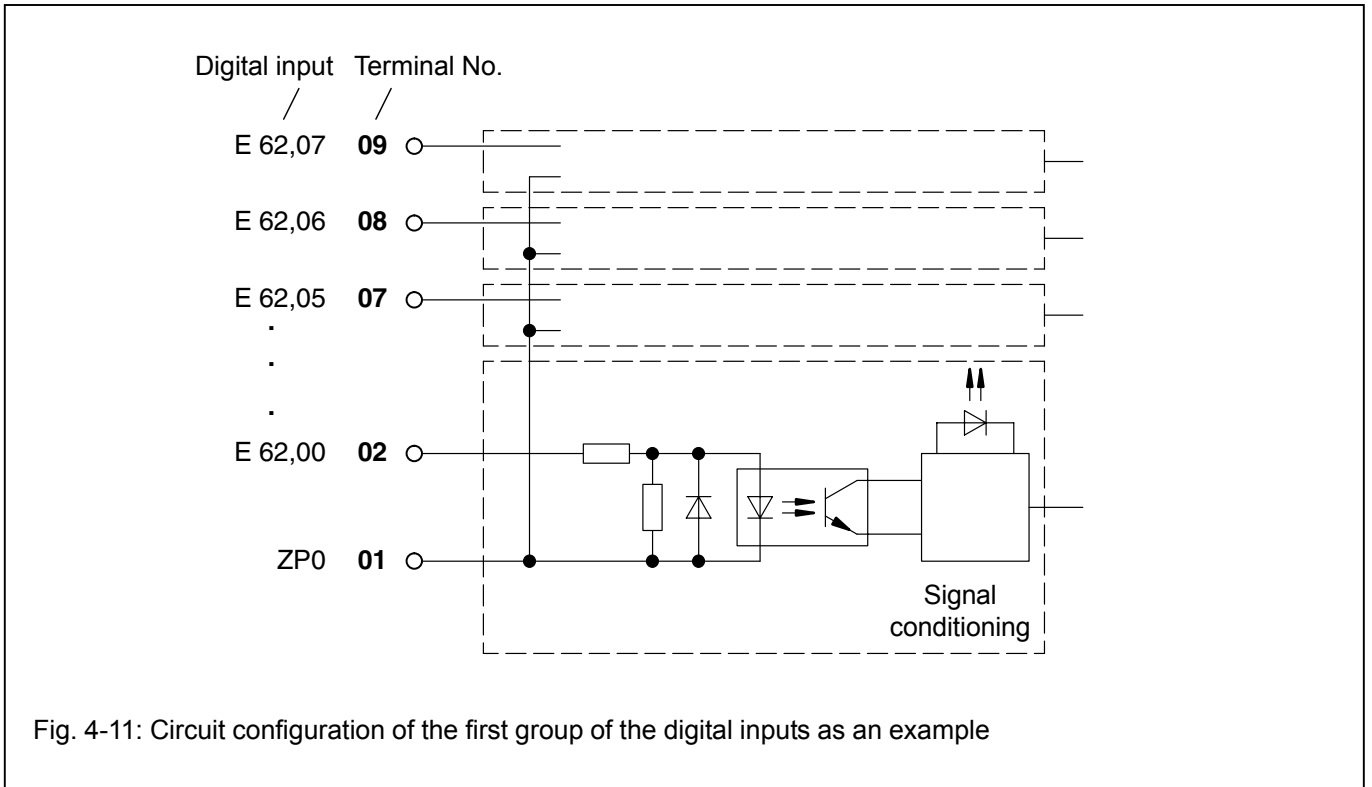 Digital input Terminal No.
E 62,07 09
E 62,06 08
E 62,05 07
.
.
.
E 62,00 02
ZP0 01
Signal
conditioning
Fig. 4-11: Circuit configuration of the first group of the digital inputs as an example